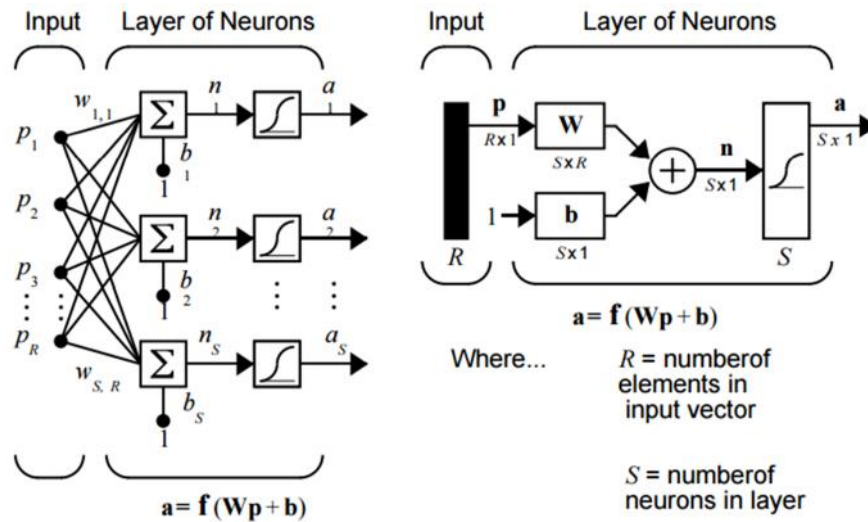 Input Layer of Neurons
w1,1
n1
a1
p1
Σ
b1
1
p2
n2
a2
Σ
p3
b2
1
pR
nS
aS
wS, R
Σ
bS
1
a= f (Wp + b)
Input Layer of Neurons
p
R x 1
W
S x R
n
S x 1
a
S x 1
+
1
b
S x 1
R
S
a= f (Wp + b)
Where...
R = numberof
elements in
input vector
S = numberof
neurons in layer